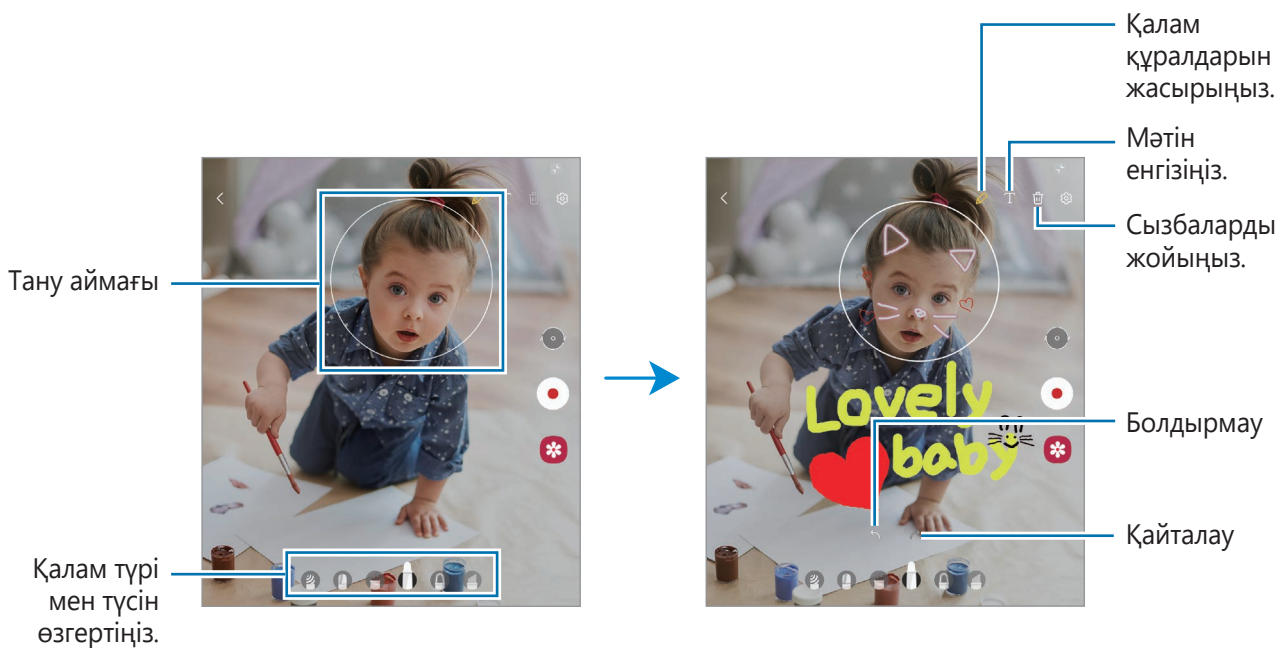 Қалам
құралдарын
жасырыңыз.
Мәтін
енгізіңіз.
Сызбаларды
жойыңыз.
Тану аймағы
Lovely
baby
Болдырмау
Қайталау
Қалам түрі
мен түсін
өзгертіңіз.